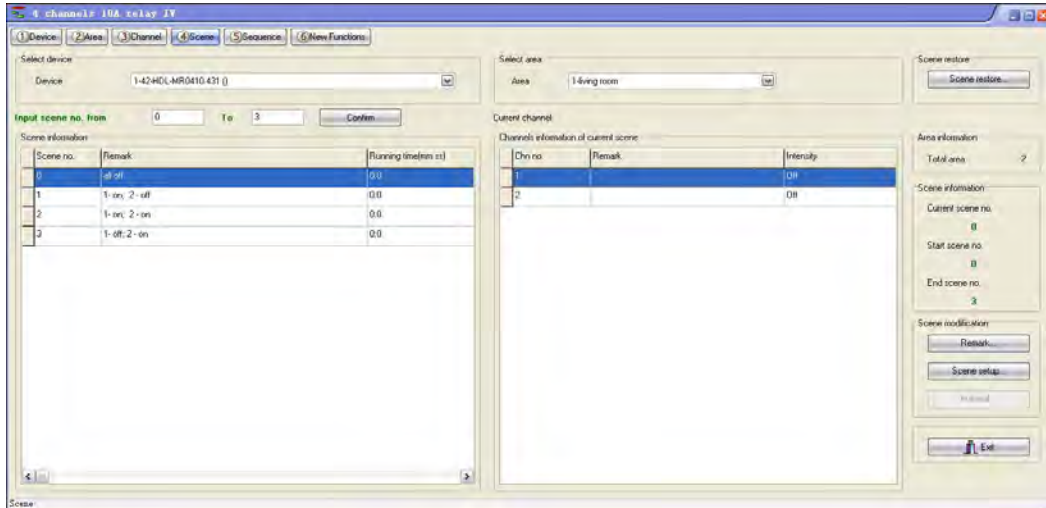 4 channels 10A relay IV
1Device 2Area 3Channel 4Scene 5Sequence 6New Functions
Select device
Device 1-42-HDL-MR0410.431 ()
Select area
Area 1-living room
Scene restore
Scene restore...
Input scene no. from 0 To 3 Confirm
Current channel
Scene information
Scene no. Remark Running time(mm:ss)
0 all off 0:0
1 1- on; 2 - off 0:0
2 1- on; 2 - on 0:0
3 1- off; 2 - on 0:0
Channels information of current scene
Chn no. Remark Intensity
1 Off
2 Off
Area information
Total area 2
Scene information
Current scene no.
0
Start scene no.
0
End scene no.
3
Scene modification
Remark...
Scene setup
Exit
Scene